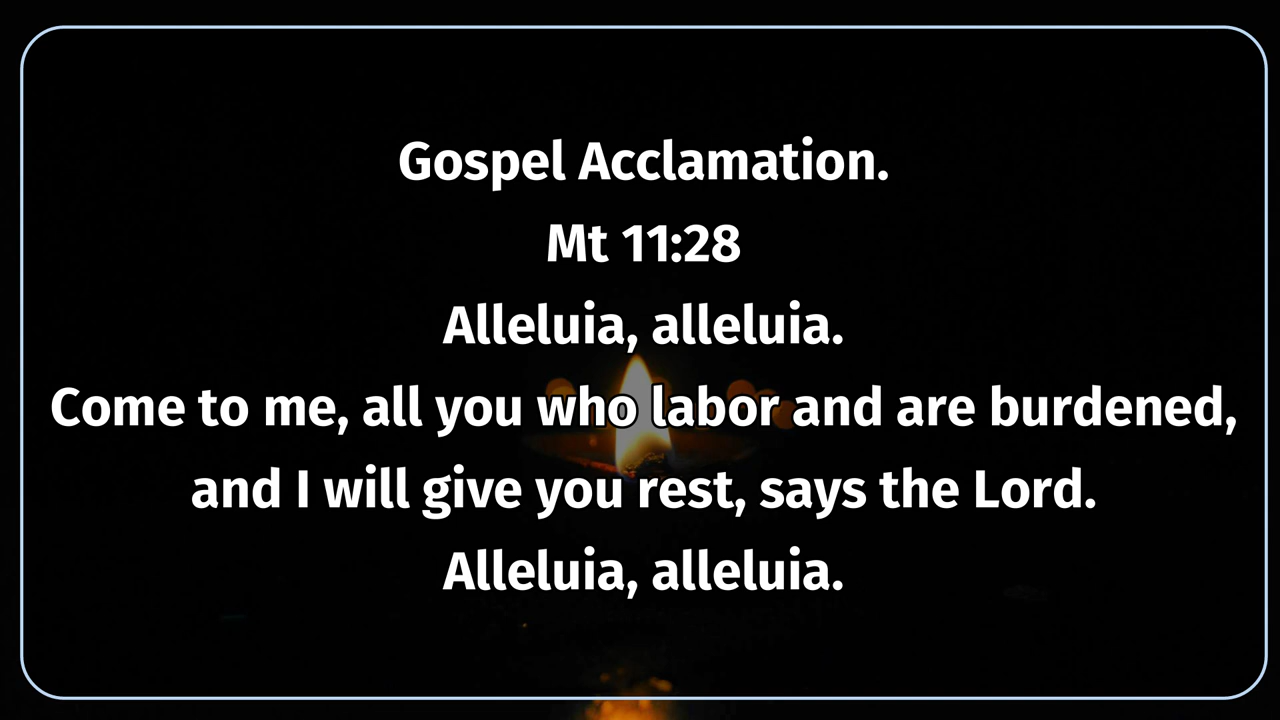 Gospel Acclamation.
Mt 11:28
Alleluia, alleluia.
Come to me, all you who labor and are burdened,
and I will give you rest, says the Lord.
Alleluia, alleluia.